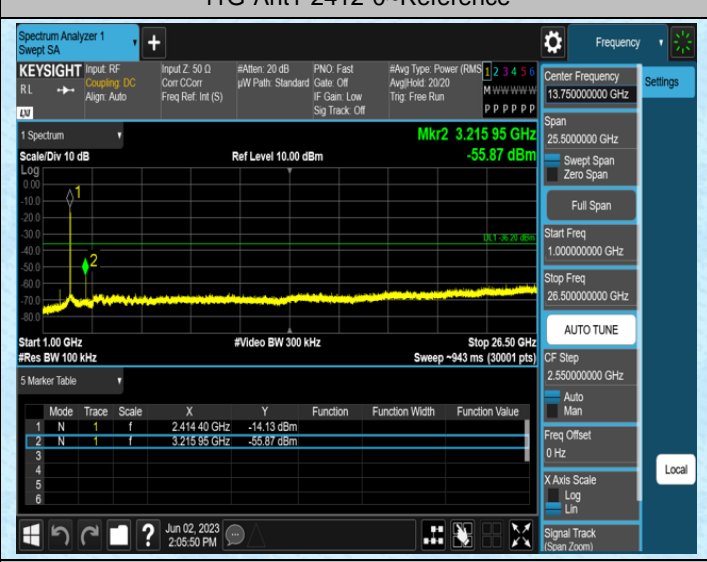 11G-Ant1-2412-0~Reference
Spectrum Analyzer 1
Swept SA
+
Frequency
KEYSIGHT
RL
Input: RF
Coupling: DC
Align: Auto
Input Z: 50 Ω
Corr CCorr
Freq Ref: Int (S)
#Atten: 20 dB
µW Path: Standard
PNO: Fast
Gate: Off
IF Gain: Low
Sig Track: Off
#Avg Type: Power (RMS
Avg|Hold: 20/20
Trig: Free Run
1 2 3 4 5 6
M W W W W W
P P P P P P
Settings
Center Frequency
13.750000000 GHz
Span
25.5000000 GHz
Swept Span
Zero Span
Full Span
Start Freq
1.000000000 GHz
Stop Freq
26.500000000 GHz
AUTO TUNE
CF Step
2.550000000 GHz
Auto
Man
Freq Offset
0 Hz
X Axis Scale
Log
Lin
Signal Track
(Span Zoom)
Local
1 Spectrum
Mkr2 3.215 95 GHz
-55.87 dBm
Scale/Div 10 dB
Ref Level 10.00 dBm
Log
0.00
-10.0
-20.0
-30.0
-40.0
-50.0
-60.0
-70.0
-80.0
1
2
DL1 -36.20 dBm
Start 1.00 GHz
#Video BW 300 kHz
Stop 26.50 GHz
#Res BW 100 kHz
Sweep ~943 ms (30001 pts)
5 Marker Table
Mode Trace Scale X Y Function Function Width Function Value
1 N 1 f 2.414 40 GHz -14.13 dBm
2 N 1 f 3.215 95 GHz -55.87 dBm
3
4
5
6
?
Jun 02, 2023
2:05:50 PM